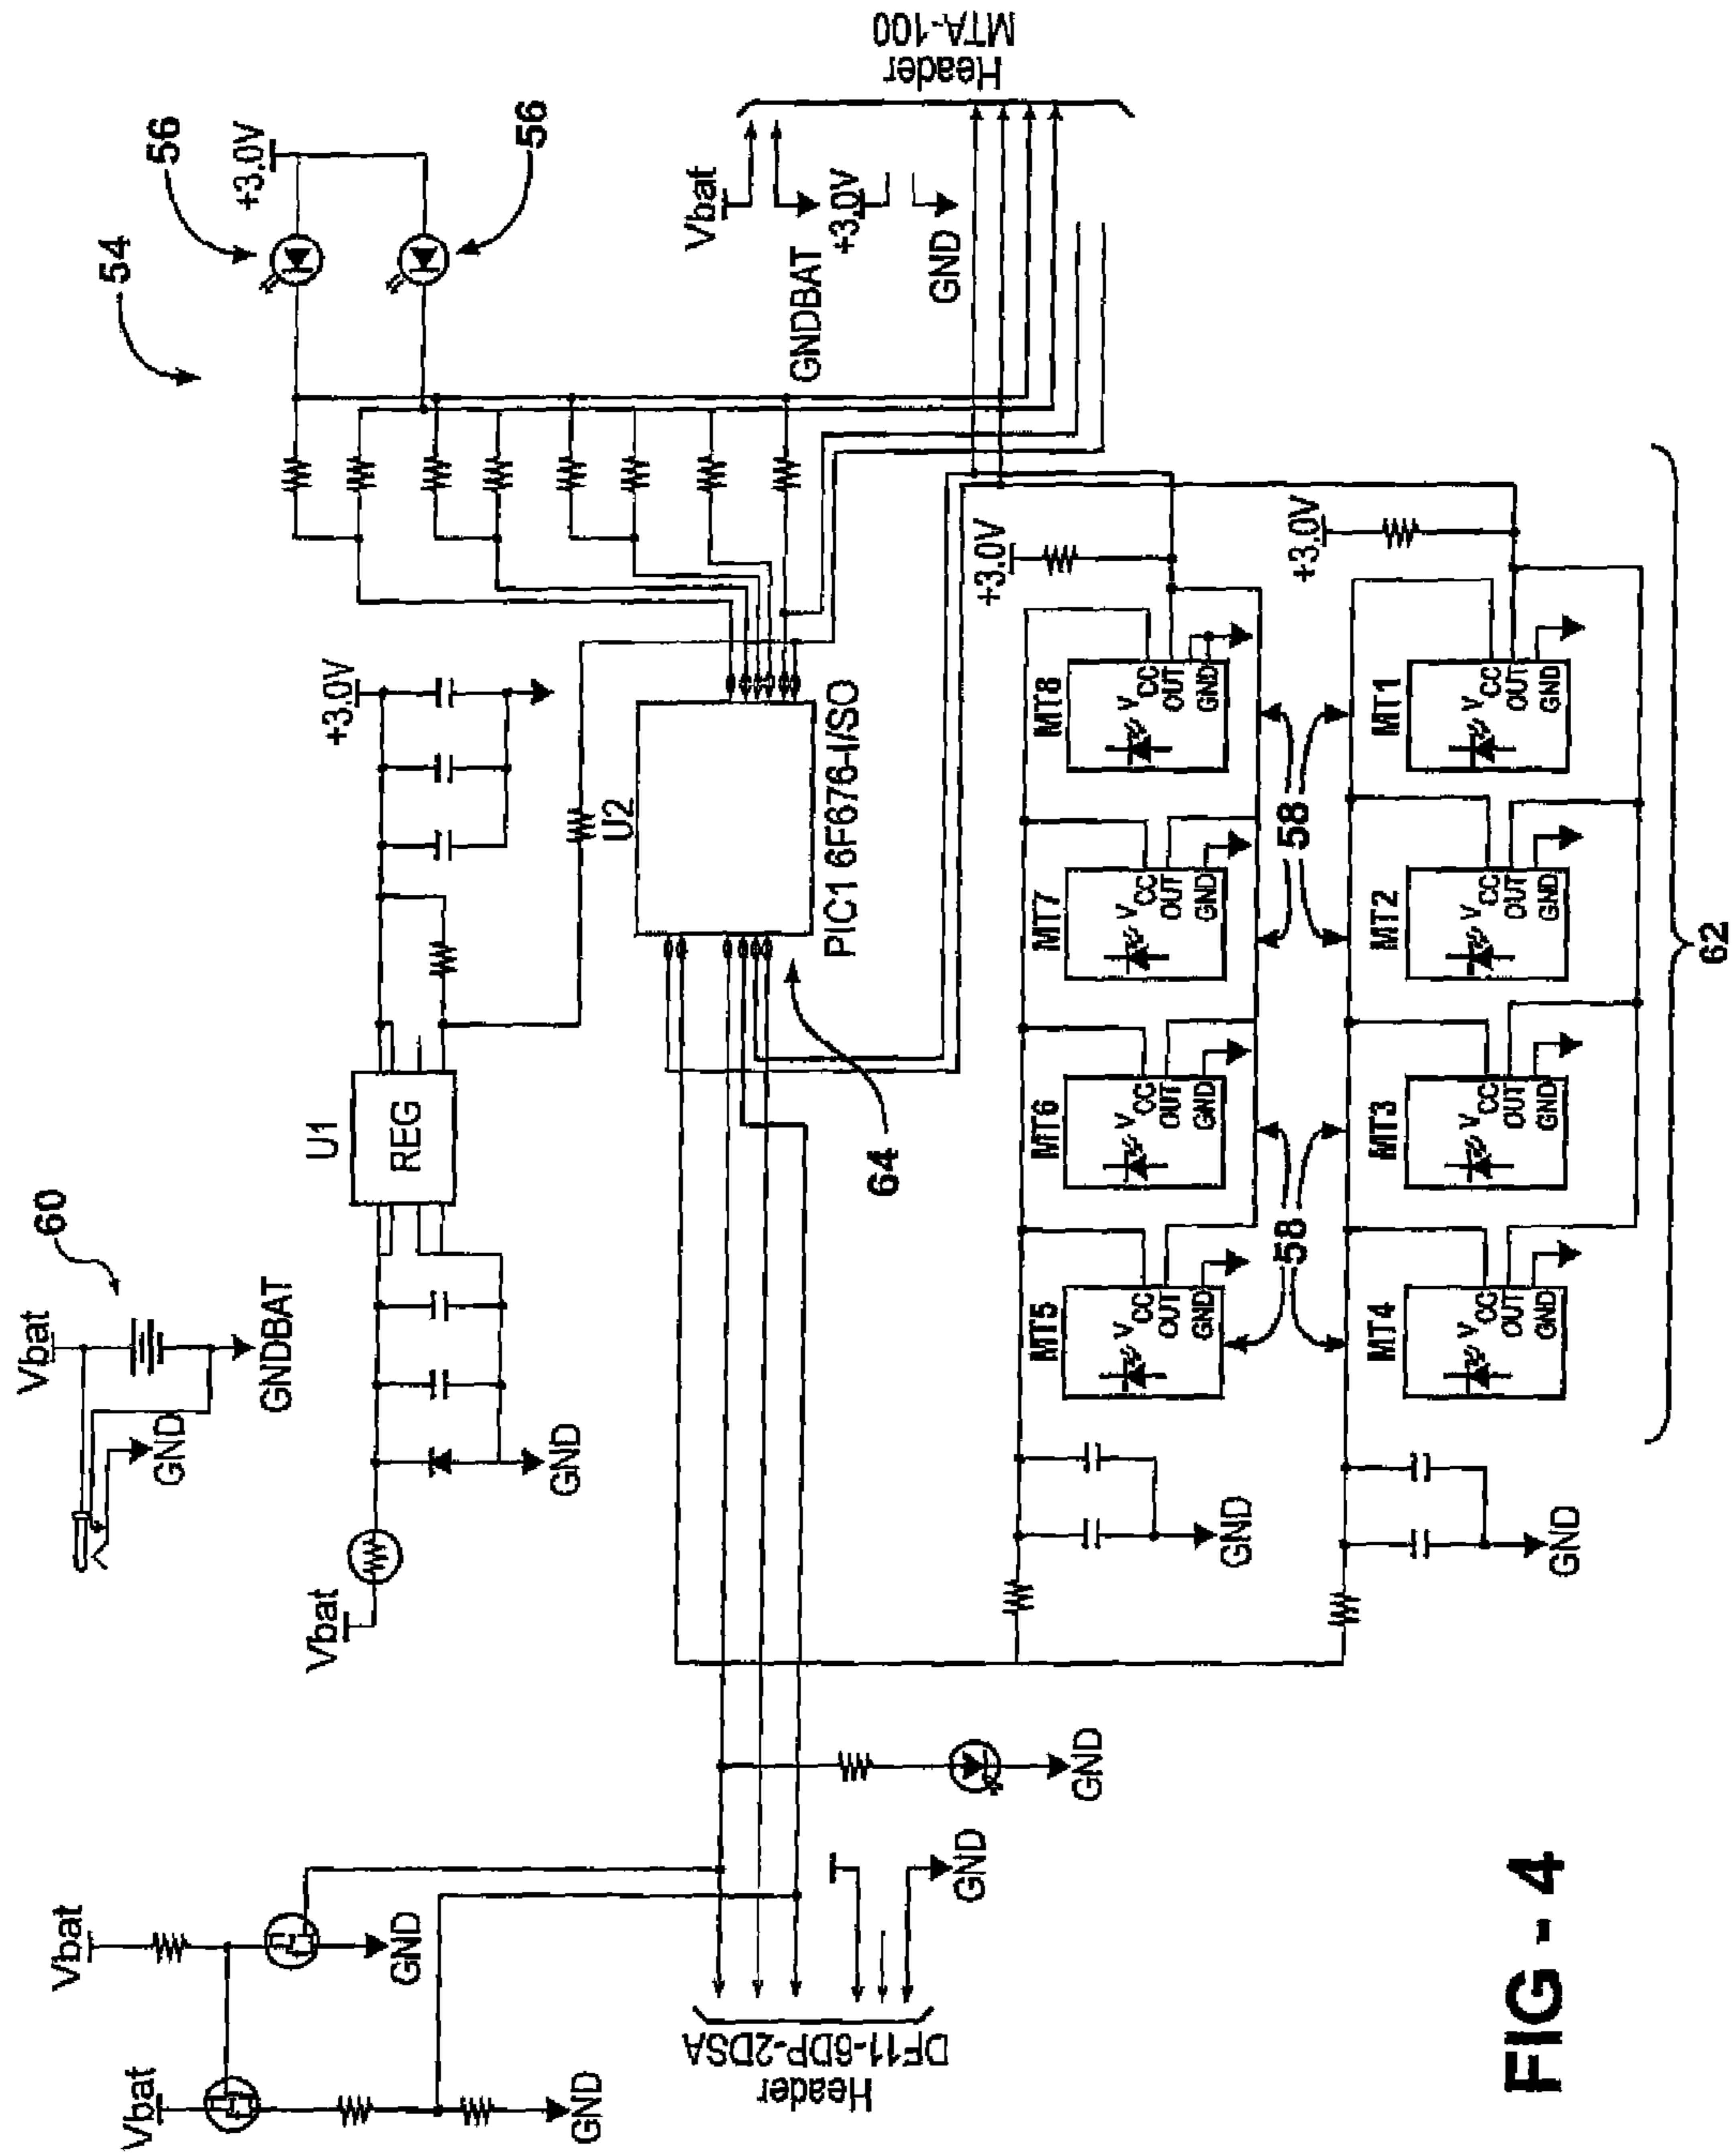 Vbat
Vbat
GND
GND
Header
DF11-6DP-2DSA
GND
GND
Vbat
GND
60
GNDBAT
Vbat
GND
U1
REG
+3.0V
54
56
+3.0V
56
U2
PIC1 6F676-I/SO
64
Header
MTA-100
Vbat
GNDBAT
+3.0V
GND
GND
MT5
VCC
OUT
GND
MT6
VCC
OUT
GND
MT7
VCC
OUT
GND
MT8
VCC
OUT
GND
+3.0V
58
58
GND
MT4
VCC
OUT
GND
MT3
VCC
OUT
GND
MT2
VCC
OUT
GND
MT1
VCC
OUT
GND
+3.0V
62
FIG - 4